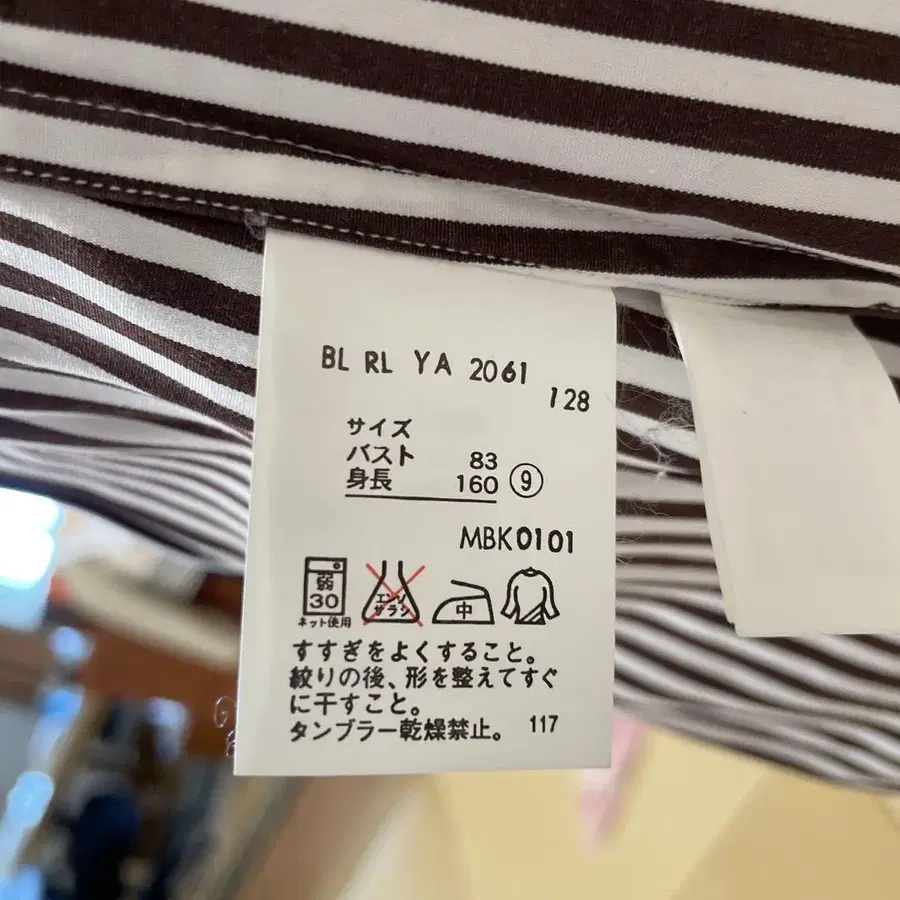 BL RL YA 2061
128
サイズ
バスト 83
身長 160 ⑨
MBK0101
弱
30
ネット使用
エンソ
サラシ
中
すすぎをよくすること。
絞りの後、形を整えてすぐ
に干すこと。
タンブラー乾燥禁止。 117